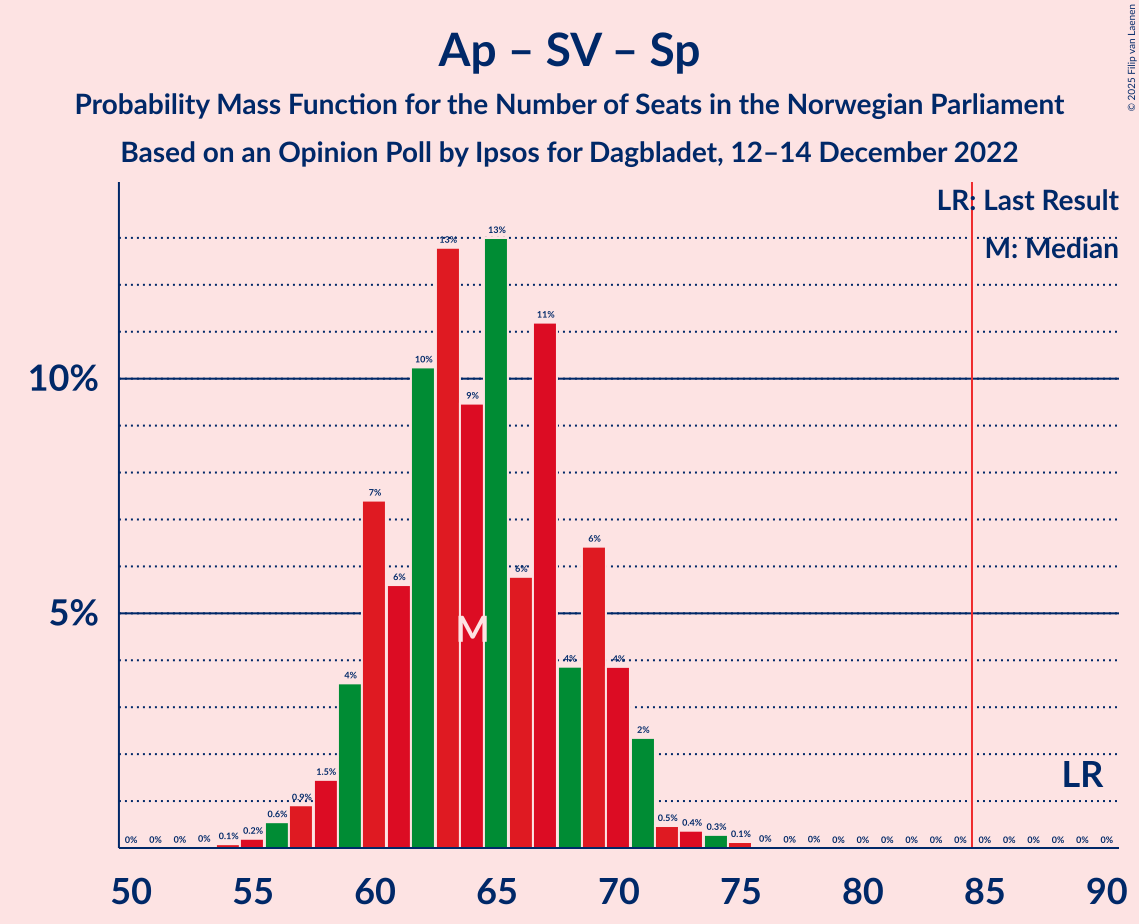 Ap – SV – Sp
Probability Mass Function for the Number of Seats in the Norwegian Parliament
Based on an Opinion Poll by Ipsos for Dagbladet, 12–14 December 2022
© 2025 Filip van Laenen
LR: Last Result
M: Median
10%
5%
0% 0% 0% 0% 0.1% 0.2% 0.6% 0.9% 1.5% 4% 7% 6% 10% 13% 9% 13% 6% 11% 4% 6% 4% 2% 0.5% 0.4% 0.3% 0.1% 0% 0% 0% 0% 0% 0% 0% 0% 0% 0% 0% 0% 0% 0% 0%
M
LR
50 55 60 65 70 75 80 85 90